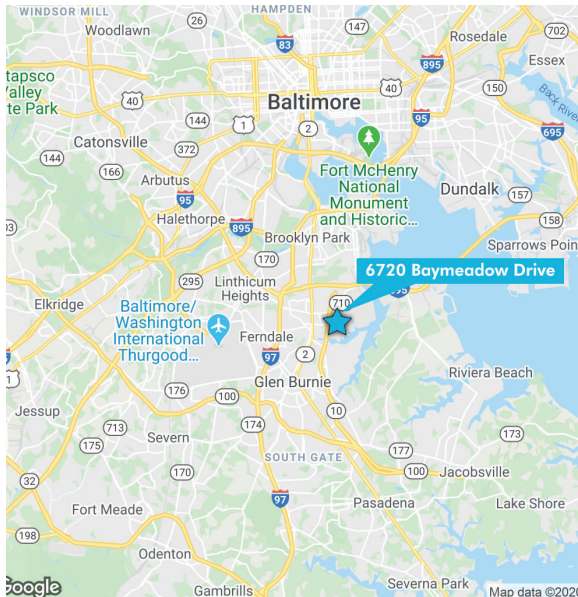 WINDSOR MILL
HAMPDEN
26
147
Woodlawn
Rosedale
702
83
895
Essex
tapsco
Valley
te Park
40
40
150
Back River
Baltimore
95
144
1
2
695
Catonsville
372
144
166
Arbutus
Fort McHenry
National
Monument
and Historic...
Dundalk
157
95
Halethorpe
895
158
Brooklyn Park
Sparrows Poin
170
6720 Baymeadow Drive
295
Linthicum
Heights
710
Elkridge
Baltimore/
Washington
International
Thurgood...
Ferndale
97
2
1
Glen Burnie
Riviera Beach
176
100
10
Jessup
713
174
173
175
Severn
177
SOUTH GATE
170
100
Jacobsville
32
97
Fort Meade
Pasadena
Lake Shore
198
Odenton
Severna Park
Google
Gambrills
Map data ©2020